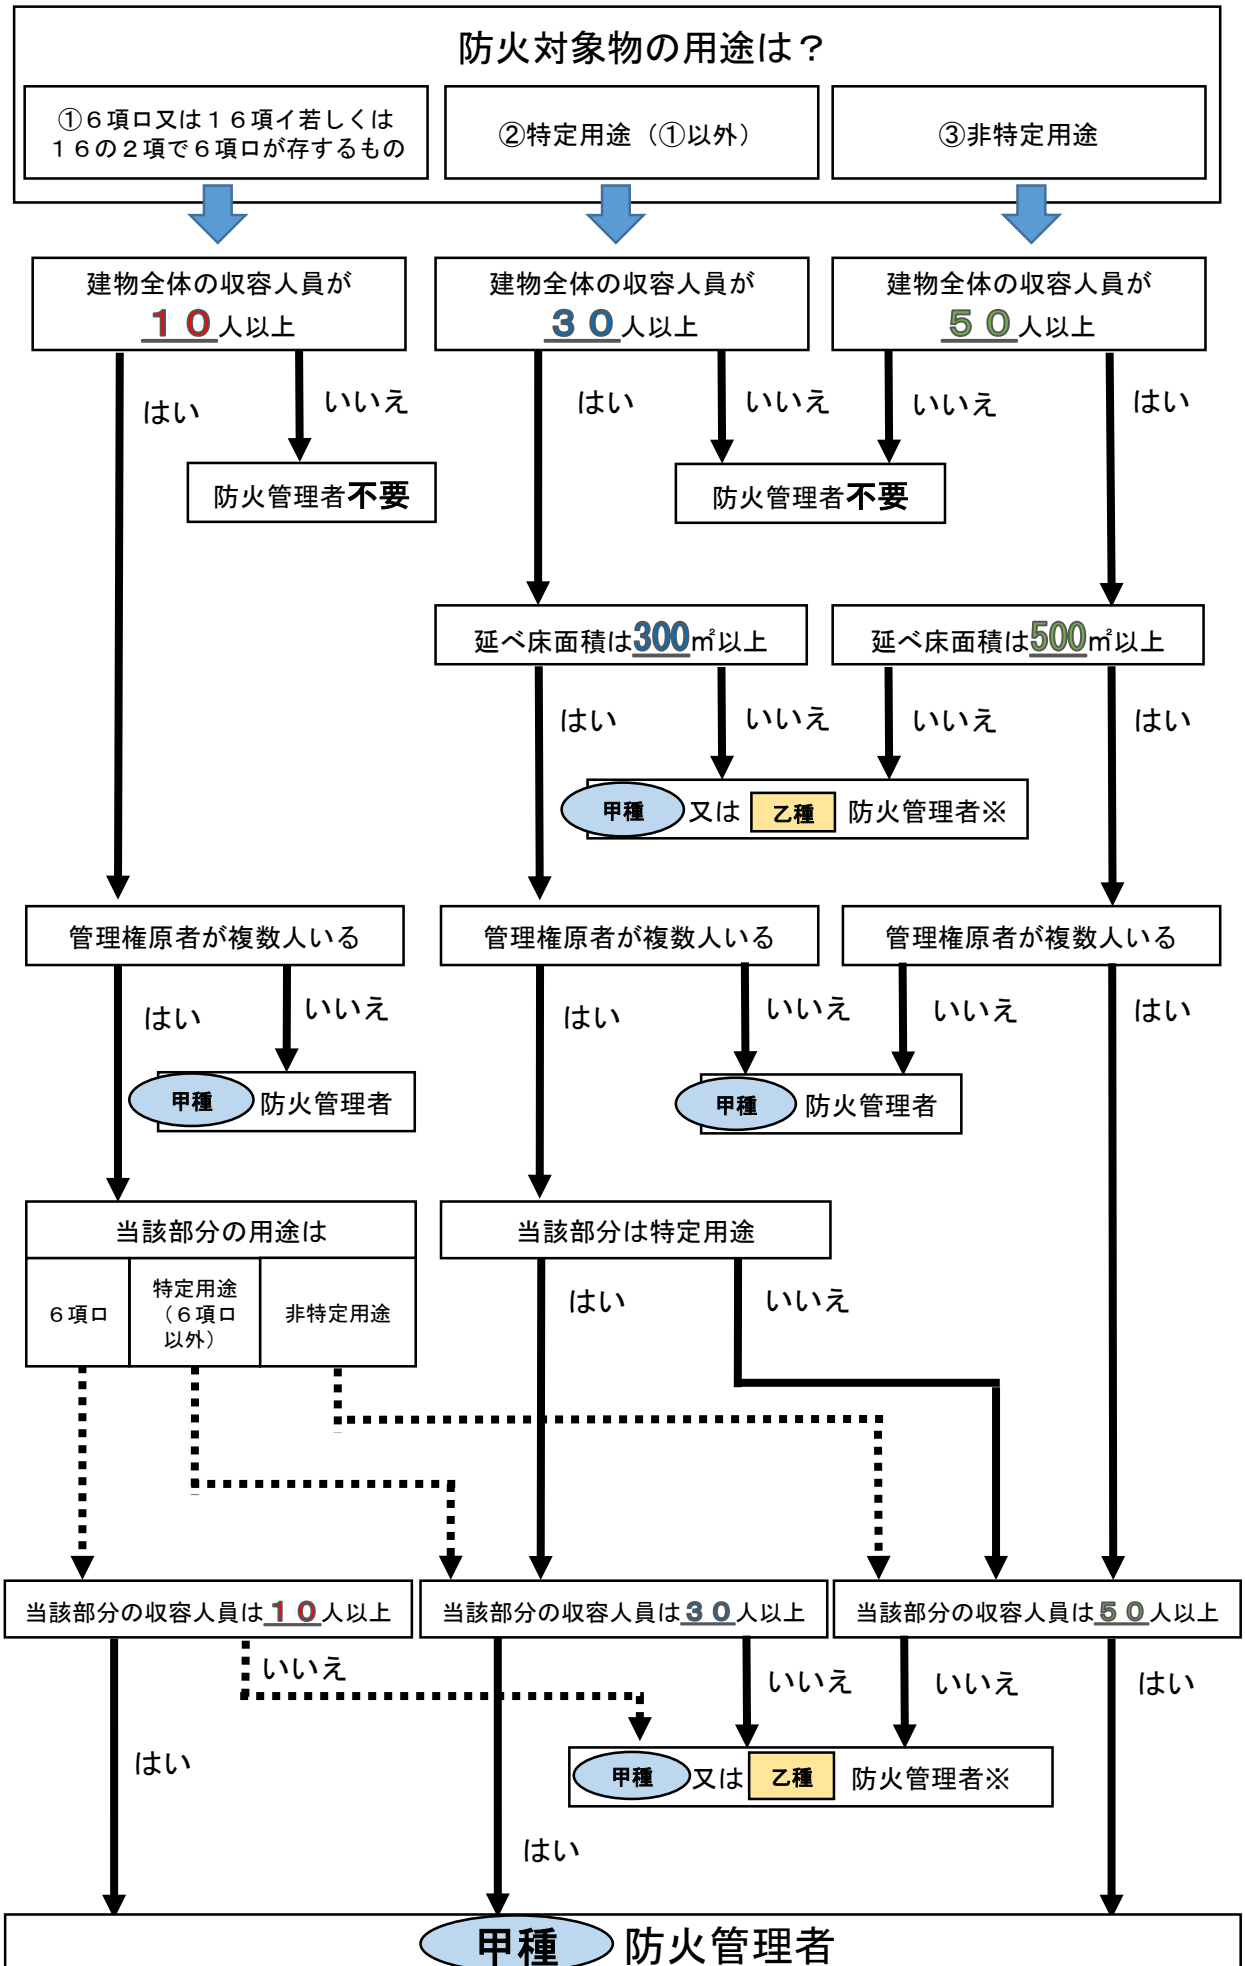 防火対象物の用途は？
①６項ロ又は１６項イ若しくは
１６の２項で６項ロが存するもの
②特定用途（①以外）
③非特定用途
建物全体の収容人員が
１０人以上
建物全体の収容人員が
３０人以上
建物全体の収容人員が
５０人以上
はい
いいえ
はい
いいえ
いいえ
はい
防火管理者不要
防火管理者不要
延べ床面積は300㎡以上
延べ床面積は500㎡以上
はい
いいえ
いいえ
はい
甲種 又は 乙種 防火管理者※
管理権原者が複数人いる
管理権原者が複数人いる
管理権原者が複数人いる
はい
いいえ
はい
いいえ
いいえ
はい
甲種 防火管理者
甲種 防火管理者
当該部分の用途は
６項ロ
特定用途
（６項ロ
以外）
非特定用途
当該部分は特定用途
はい
いいえ
当該部分の収容人員は１０人以上
当該部分の収容人員は３０人以上
当該部分の収容人員は５０人以上
いいえ
はい
いいえ
いいえ
はい
甲種 又は 乙種 防火管理者※
はい
甲種 防火管理者